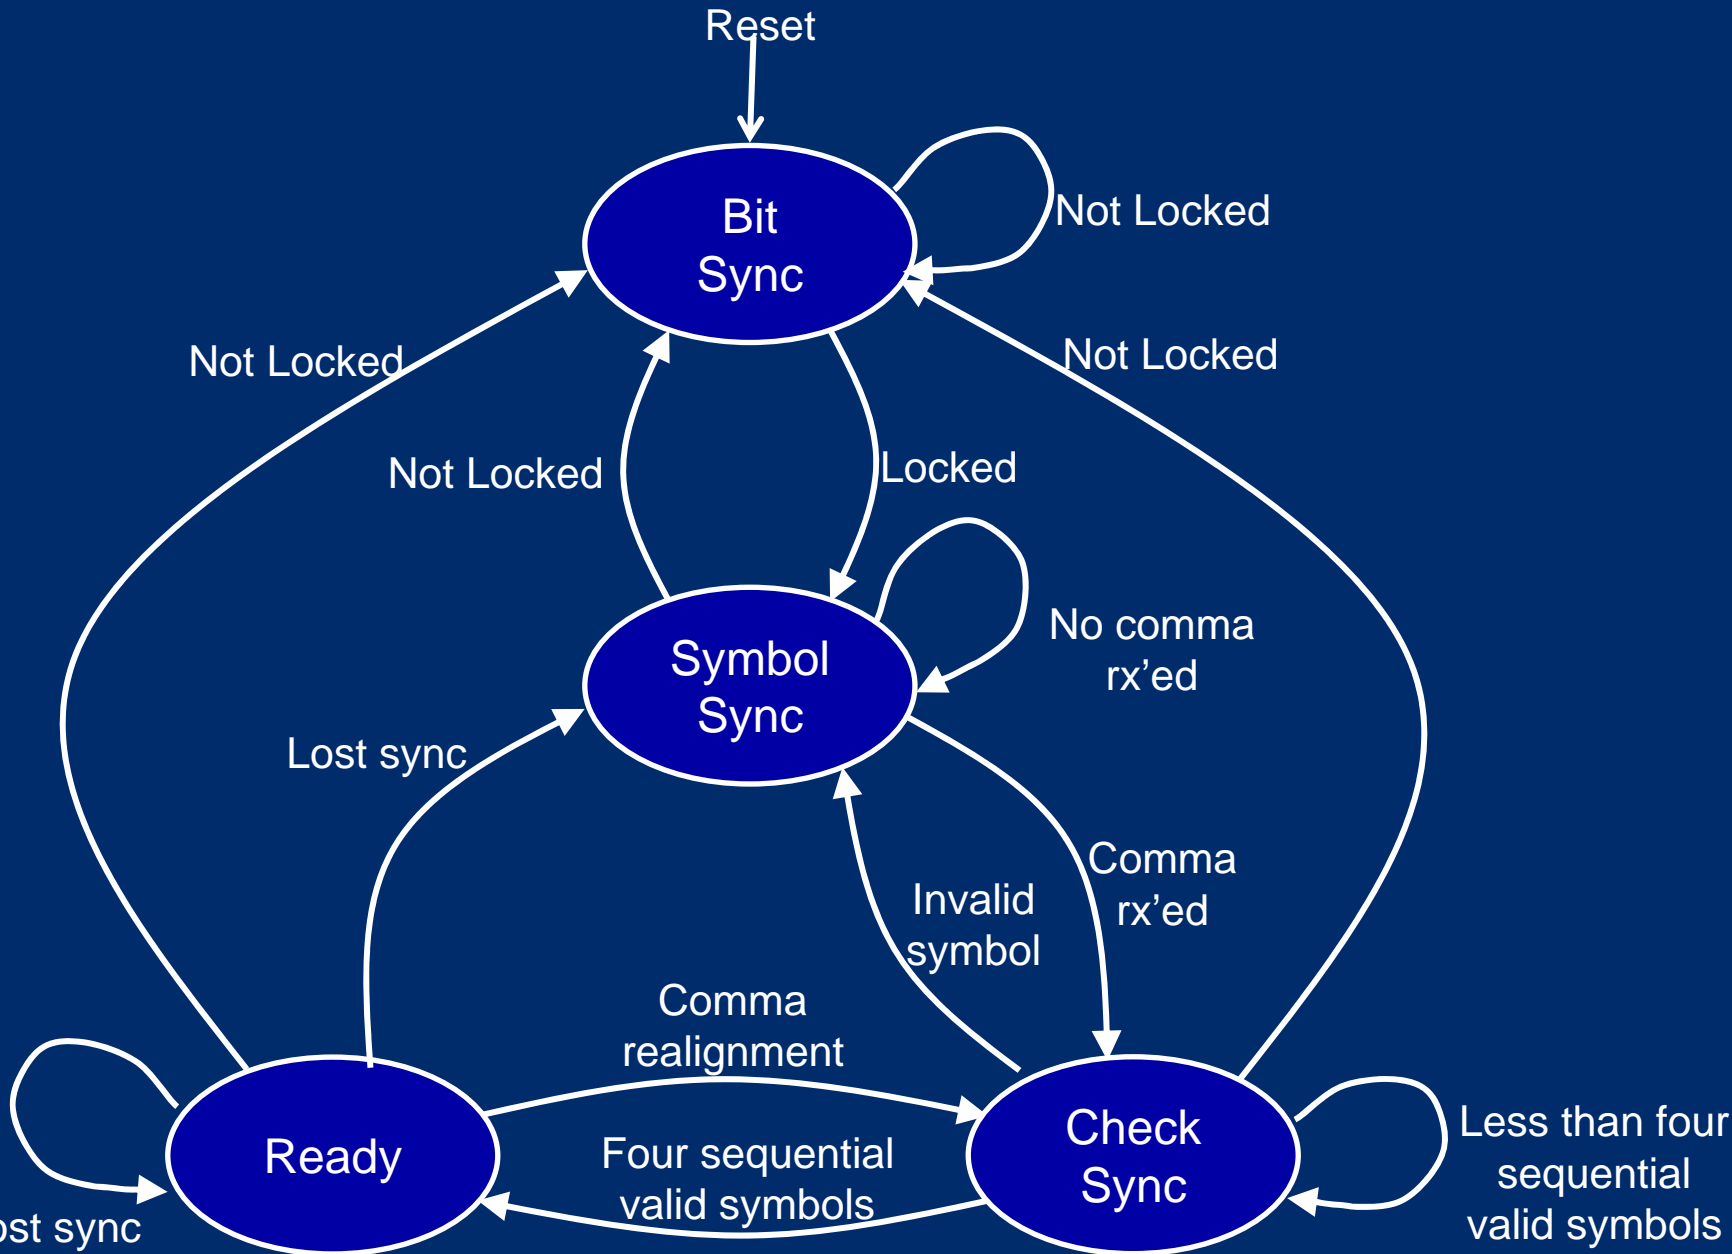 Reset
Bit
Sync
Not Locked
Not Locked
Not Locked
Not Locked
Locked
Symbol
Sync
No comma
rx’ed
Lost sync
Comma
rx’ed
Invalid
symbol
Comma
realignment
Ready
Four sequential
valid symbols
Check
Sync
Less than four
sequential
valid symbols
sync